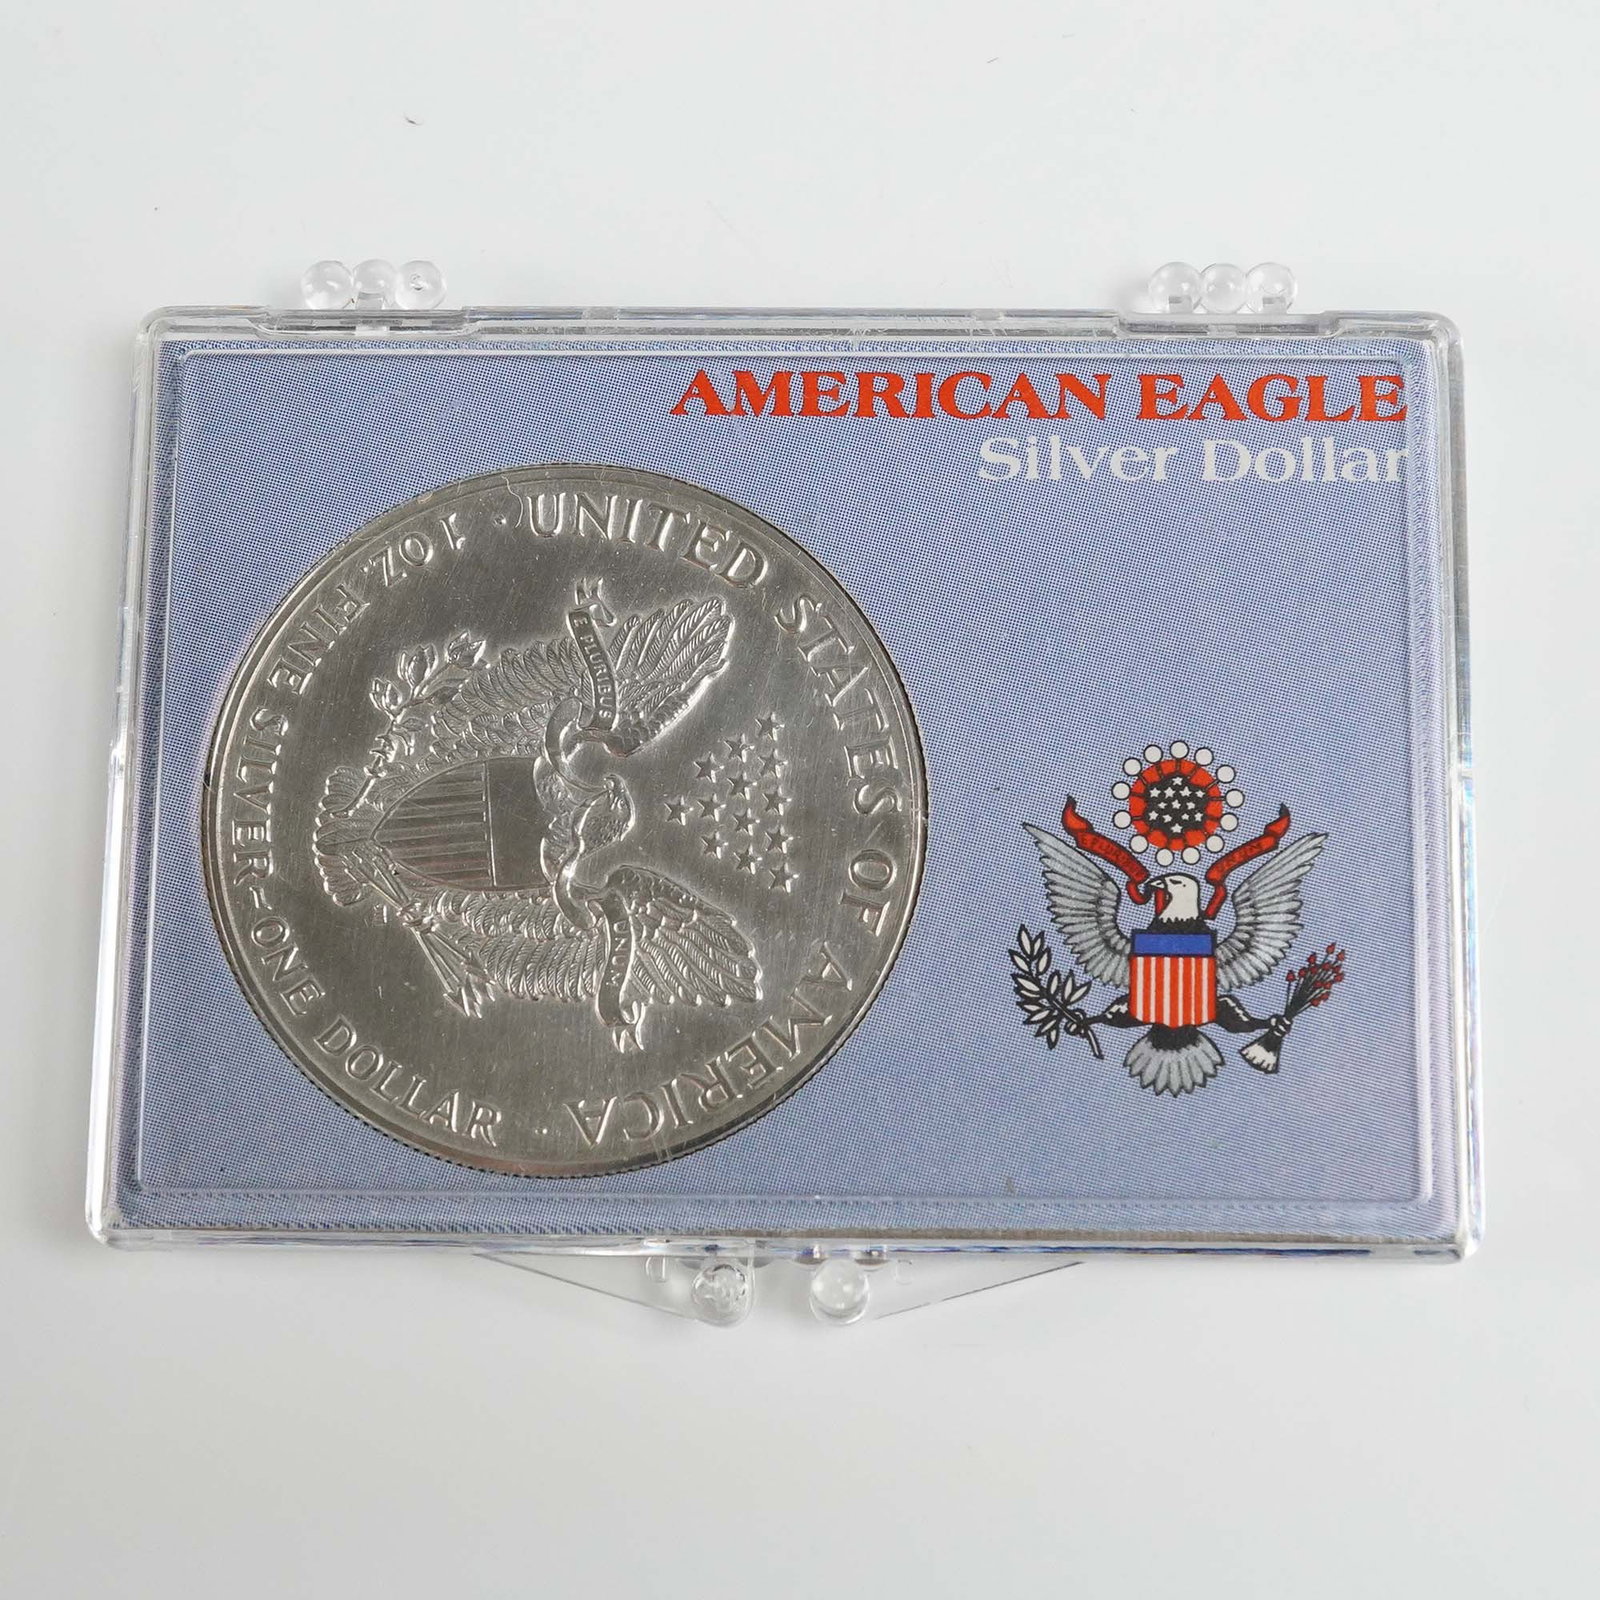 AMERICAN EAGLE
Silver Dollar
UNITED STATES OF AMERICA
1 OZ. FINE SILVER–ONE DOLLAR
E PLURIBUS
UNUM